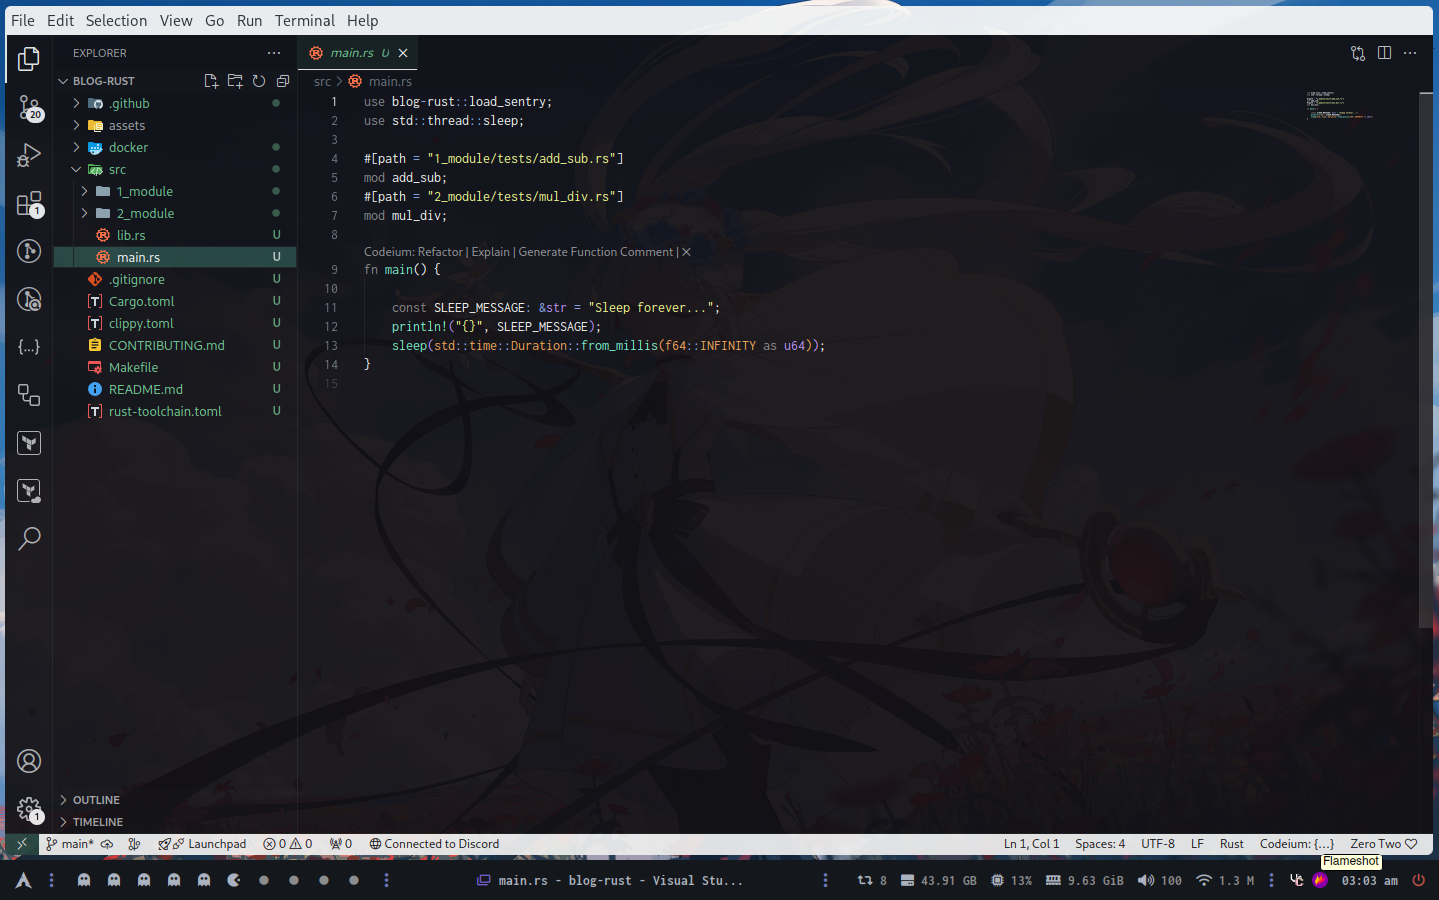 File Edit Selection View Go Run Terminal Help
EXPLORER
main.rs U
BLOG-RUST
src > main.rs
.github
assets
docker
src
1_module
2_module
lib.rs U
main.rs U
.gitignore U
Cargo.toml U
clippy.toml U
CONTRIBUTING.md U
Makefile U
README.md U
rust-toolchain.toml U
20
1
1
OUTLINE
TIMELINE
1 use blog-rust::load_sentry;
2 use std::thread::sleep;
3
4 #[path = "1_module/tests/add_sub.rs"]
5 mod add_sub;
6 #[path = "2_module/tests/mul_div.rs"]
7 mod mul_div;
8
Codeium: Refactor | Explain | Generate Function Comment | ×
9 fn main() {
10
11 const SLEEP_MESSAGE: &str = "Sleep forever...";
12 println!("{}", SLEEP_MESSAGE);
13 sleep(std::time::Duration::from_millis(f64::INFINITY as u64));
14 }
15
main* Launchpad 0 0 0 Connected to Discord Ln 1, Col 1 Spaces: 4 UTF-8 LF Rust Codeium: {...} Zero Two
Flameshot
main.rs - blog-rust - Visual Stu... 8 43.91 GB 13% 9.63 GiB 100 1.3 M 03:03 am